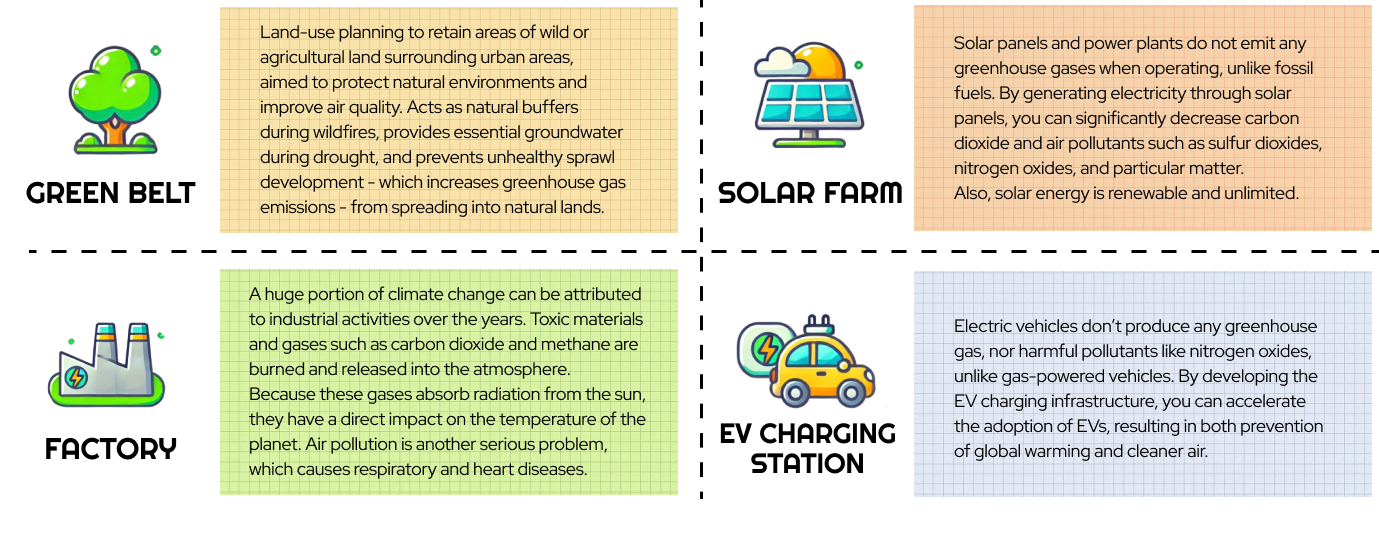 GREEN BELT
Land-use planning to retain areas of wild or
agricultural land surrounding urban areas,
aimed to protect natural environments and
improve air quality. Acts as natural buffers
during wildfires, provides essential groundwater
during drought, and prevents unhealthy sprawl
development - which increases greenhouse gas
emissions - from spreading into natural lands.
SOLAR FARM
Solar panels and power plants do not emit any
greenhouse gases when operating, unlike fossil
fuels. By generating electricity through solar
panels, you can significantly decrease carbon
dioxide and air pollutants such as sulfur dioxides,
nitrogen oxides, and particular matter.
Also, solar energy is renewable and unlimited.
FACTORY
A huge portion of climate change can be attributed
to industrial activities over the years. Toxic materials
and gases such as carbon dioxide and methane are
burned and released into the atmosphere.
Because these gases absorb radiation from the sun,
they have a direct impact on the temperature of the
planet. Air pollution is another serious problem,
which causes respiratory and heart diseases.
EV CHARGING
STATION
Electric vehicles don’t produce any greenhouse
gas, nor harmful pollutants like nitrogen oxides,
unlike gas-powered vehicles. By developing the
EV charging infrastructure, you can accelerate
the adoption of EVs, resulting in both prevention
of global warming and cleaner air.